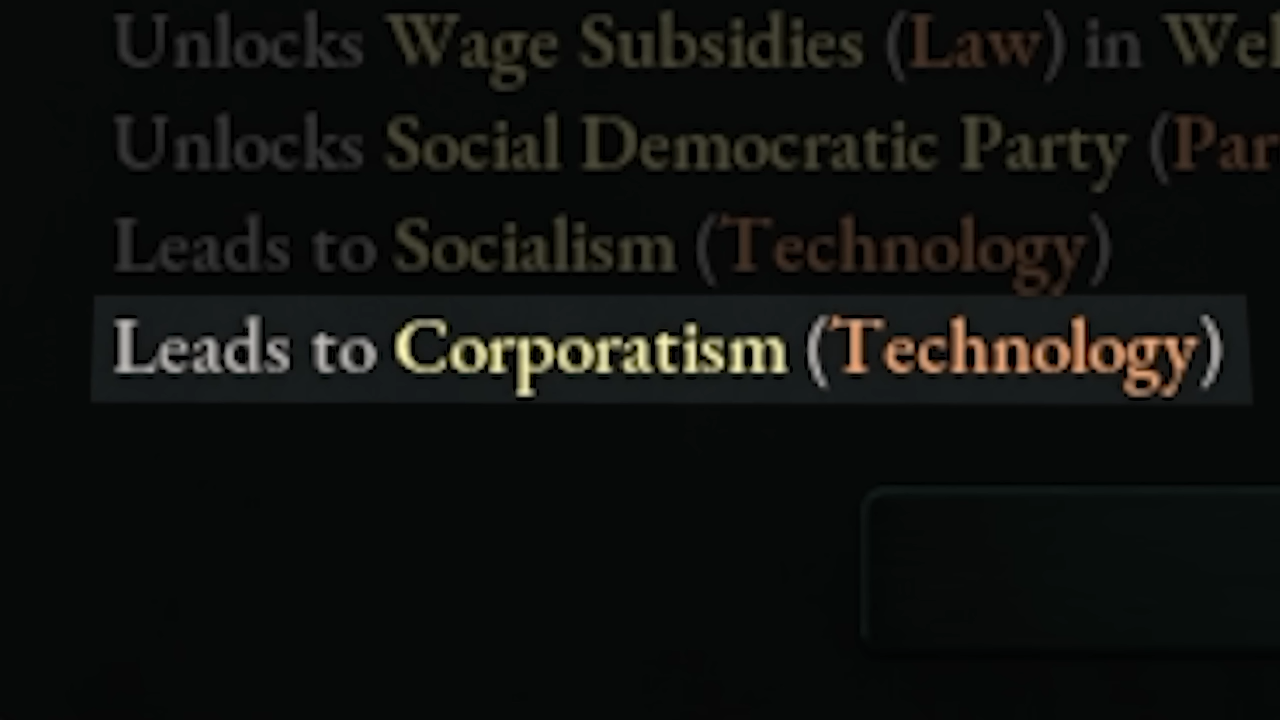 Unlocks Wage Subsidies (Law) in
Unlocks Social Democratic Party (
Leads to Socialism (Technology)
Leads to Corporatism (Technology)